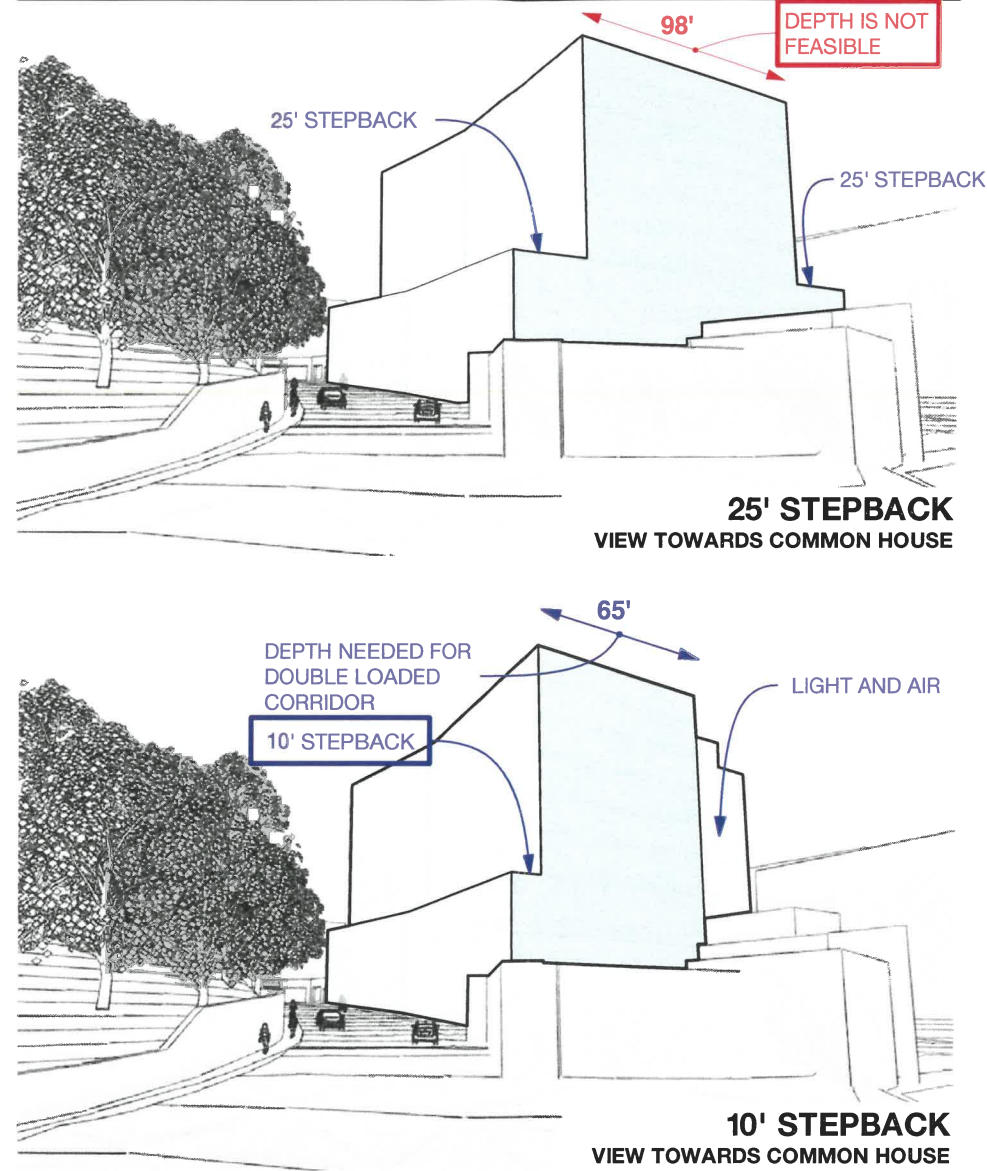 98'
DEPTH IS NOT
FEASIBLE
25' STEPBACK
25' STEPBACK
25' STEPBACK
VIEW TOWARDS COMMON HOUSE
65'
DEPTH NEEDED FOR
DOUBLE LOADED
CORRIDOR
LIGHT AND AIR
10' STEPBACK
10' STEPBACK
VIEW TOWARDS COMMON HOUSE